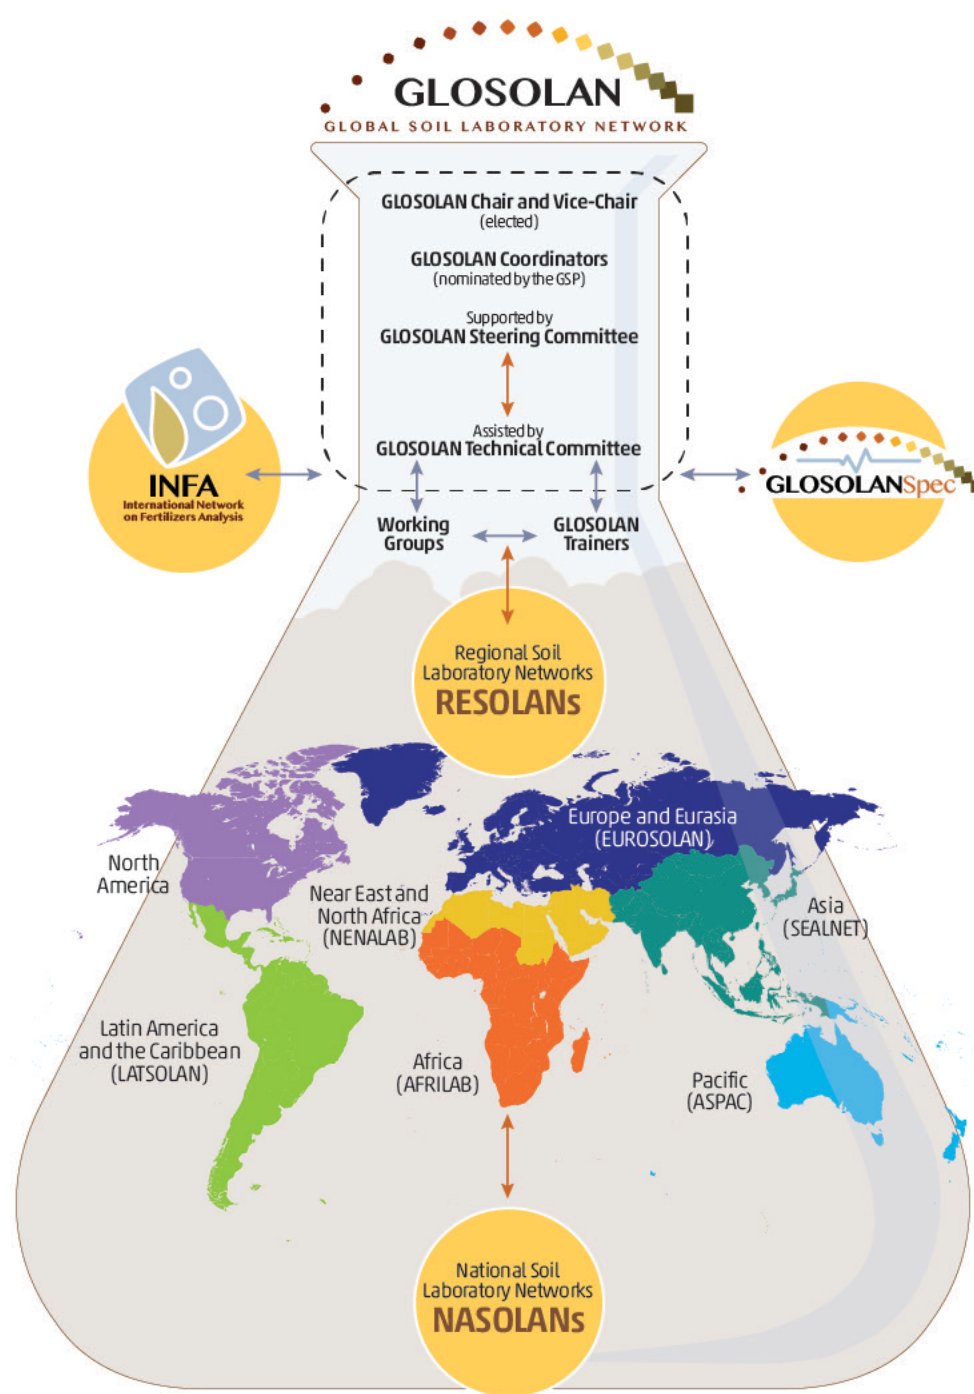 GLOSOLAN
GLOBAL SOIL LABORATORY NETWORK
GLOSOLAN Chair and Vice-Chair
(elected)
GLOSOLAN Coordinators
(nominated by the GSP)
Supported by
GLOSOLAN Steering Committee
Assisted by
GLOSOLAN Technical Committee
INFA
International Network
on Fertilizers Analysis
GLOSOLANSpec
Working
Groups
GLOSOLAN
Trainers
Regional Soil
Laboratory Networks
RESOLANs
Europe and Eurasia
(EUROSOLAN)
North
America
Near East and
North Africa
(NENALAB)
Asia
(SEALNET)
Latin America
and the Caribbean
(LATSOLAN)
Africa
(AFRILAB)
Pacific
(ASPAC)
National Soil
Laboratory Networks
NASOLANs